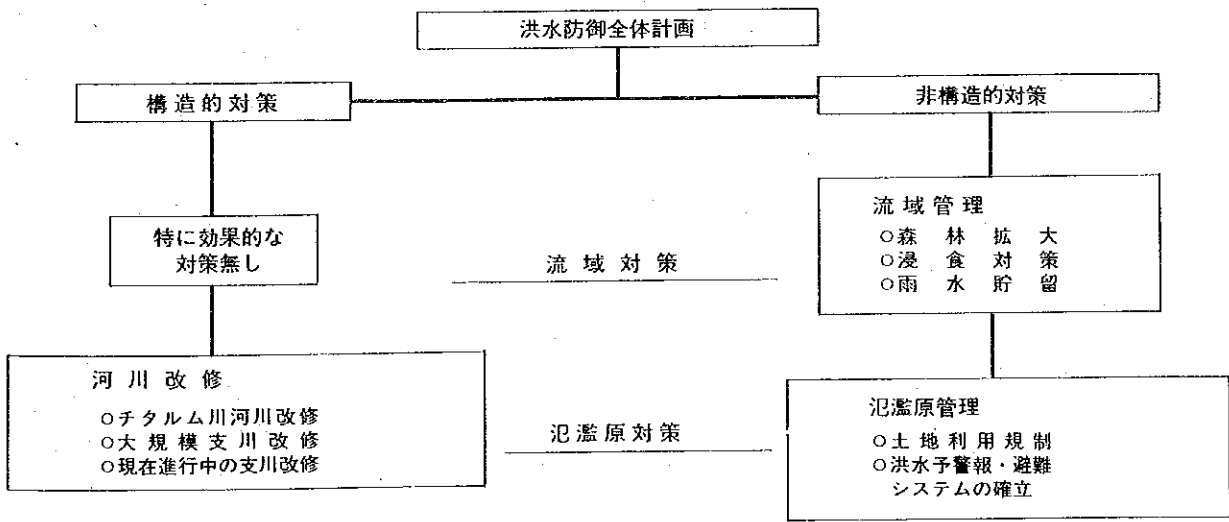 洪水防御全体計画
構造的対策
非構造的対策
特に効果的な
対策無し
流域対策
流域管理
○森林拡大
○浸食対策
○雨水貯留
河川改修
○チタルム川河川改修
○大規模支川改修
○現在進行中の支川改修
氾濫原対策
氾濫原管理
○土地利用規制
○洪水予警報・避難
システムの確立